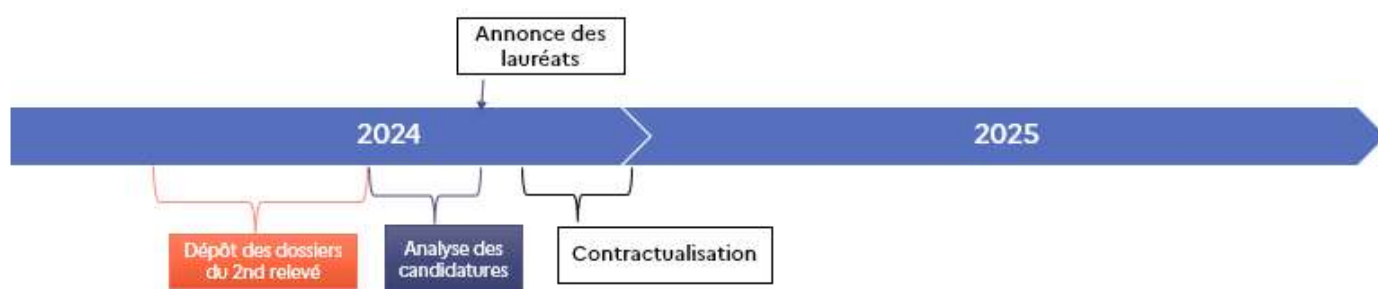 Annonce des
lauréats
2024
2025
Dépôt des dossiers
du 2nd relevé
Analyse des
candidatures
Contractualisation